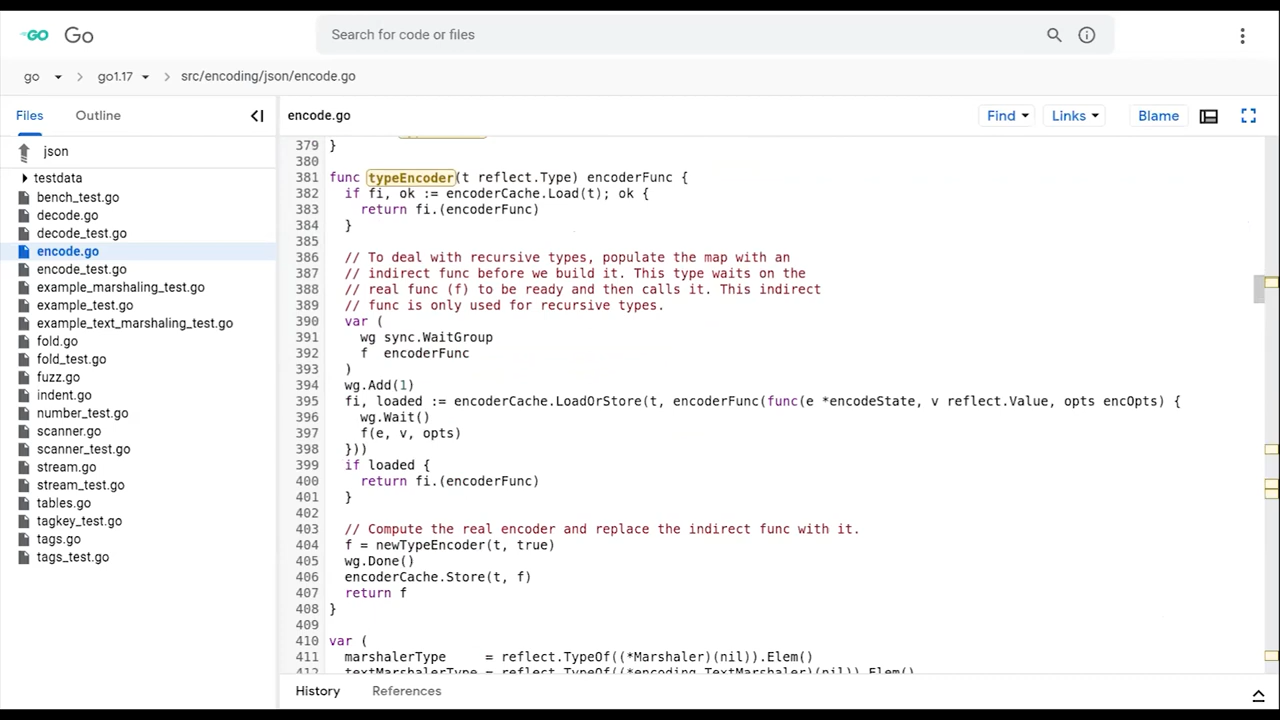 GO Go
Search for code or files
go go1.17 src/encoding/json/encode.go
Files Outline
encode.go
Find Links Blame
json
testdata
bench_test.go
decode.go
decode_test.go
encode.go
encode_test.go
example_marshaling_test.go
example_test.go
example_text_marshaling_test.go
fold.go
fold_test.go
fuzz.go
indent.go
number_test.go
scanner.go
scanner_test.go
stream.go
stream_test.go
tables.go
tagkey_test.go
tags.go
tags_test.go
379 }
380
381 func typeEncoder(t reflect.Type) encoderFunc {
382 if fi, ok := encoderCache.Load(t); ok {
383 return fi.(encoderFunc)
384 }
385
386 // To deal with recursive types, populate the map with an
387 // indirect func before we build it. This type waits on the
388 // real func (f) to be ready and then calls it. This indirect
389 // func is only used for recursive types.
390 var (
391 wg sync.WaitGroup
392 f encoderFunc
393 )
394 wg.Add(1)
395 fi, loaded := encoderCache.LoadOrStore(t, encoderFunc(func(e *encodeState, v reflect.Value, opts encOpts) {
396 wg.Wait()
397 f(e, v, opts)
398 }))
399 if loaded {
400 return fi.(encoderFunc)
401 }
402
403 // Compute the real encoder and replace the indirect func with it.
404 f = newTypeEncoder(t, true)
405 wg.Done()
406 encoderCache.Store(t, f)
407 return f
408 }
409
410 var (
411 marshalerType = reflect.TypeOf((*Marshaler)(nil)).Elem()
412 textMarshalerType = reflect.TypeOf((*encoding.TextMarshaler)(nil)).Elem()
History References